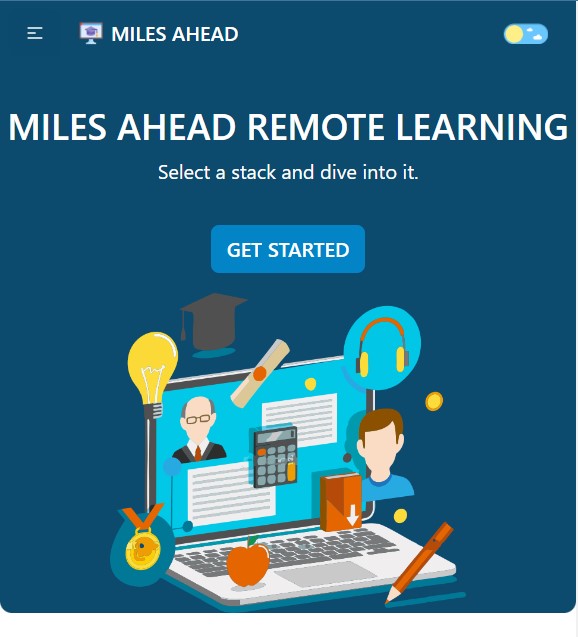 MILES AHEAD
MILES AHEAD REMOTE LEARNING
Select a stack and dive into it.
GET STARTED